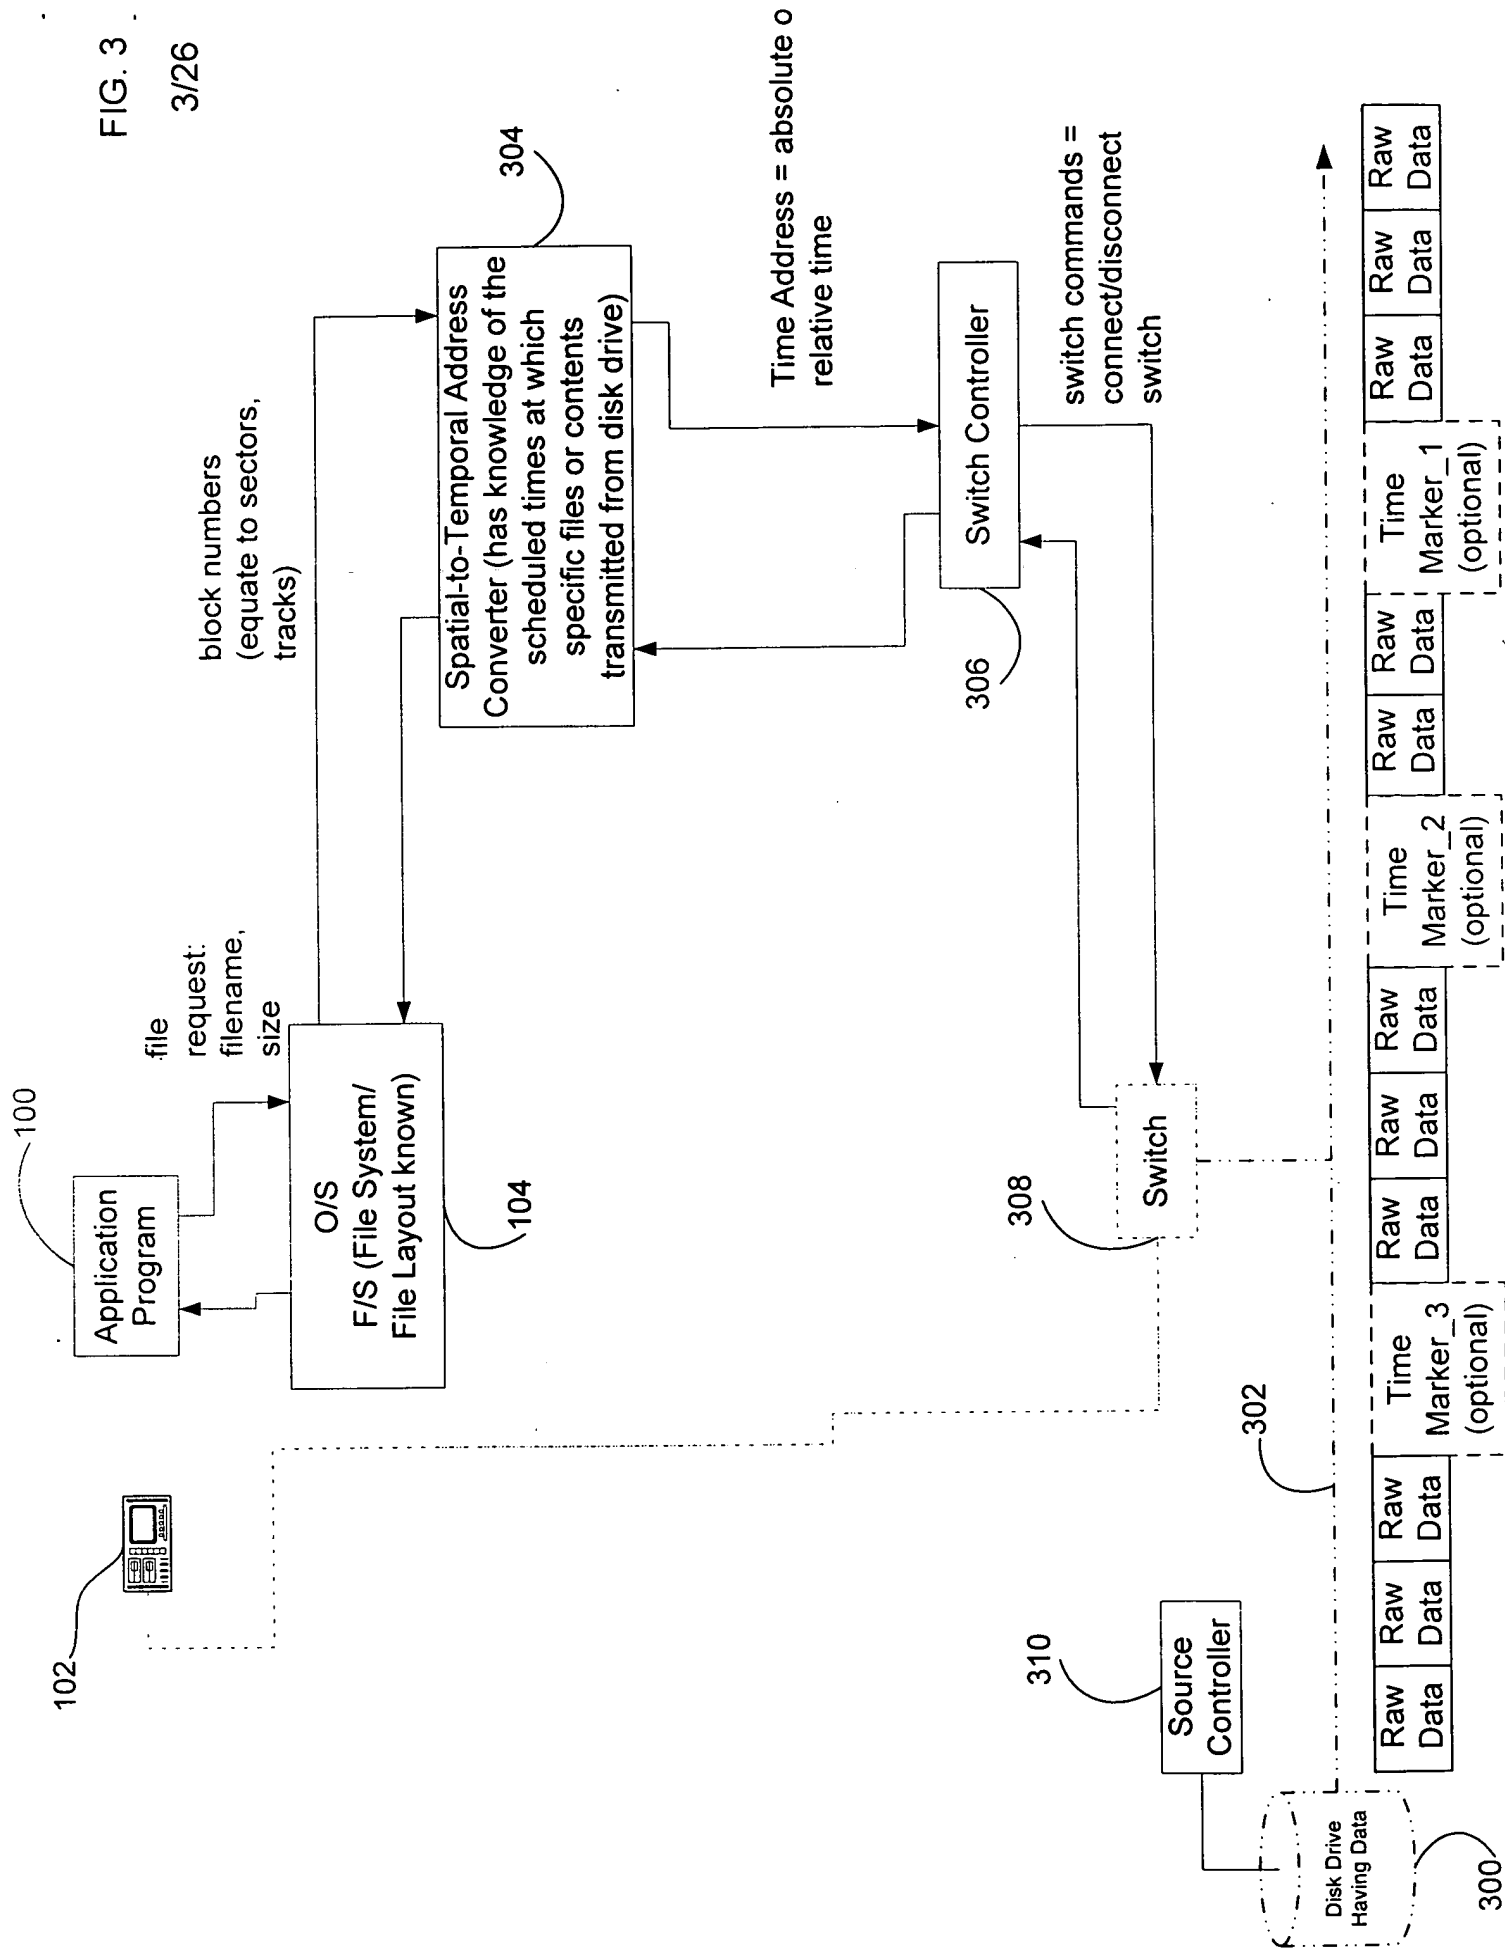 FIG. 3
3/26
102
100
Application
Program
file
request:
filename,
size
O/S
F/S (File System/
File Layout known)
104
block numbers
(equate to sectors,
tracks)
304
Spatial-to-Temporal Address
Converter (has knowledge of the
scheduled times at which
specific files or contents
transmitted from disk drive)
Time Address = absolute o
relative time
306
Switch Controller
switch commands =
connect/disconnect
switch
308
Switch
310
Source
Controller
302
300
Disk Drive
Having Data
Raw
Data
Raw
Data
Raw
Data
Time
Marker_3
(optional)
Raw
Data
Raw
Data
Raw
Data
Time
Marker_2
(optional)
Raw
Data
Raw
Data
Time
Marker_1
(optional)
Raw
Data
Raw
Data
Raw
Data